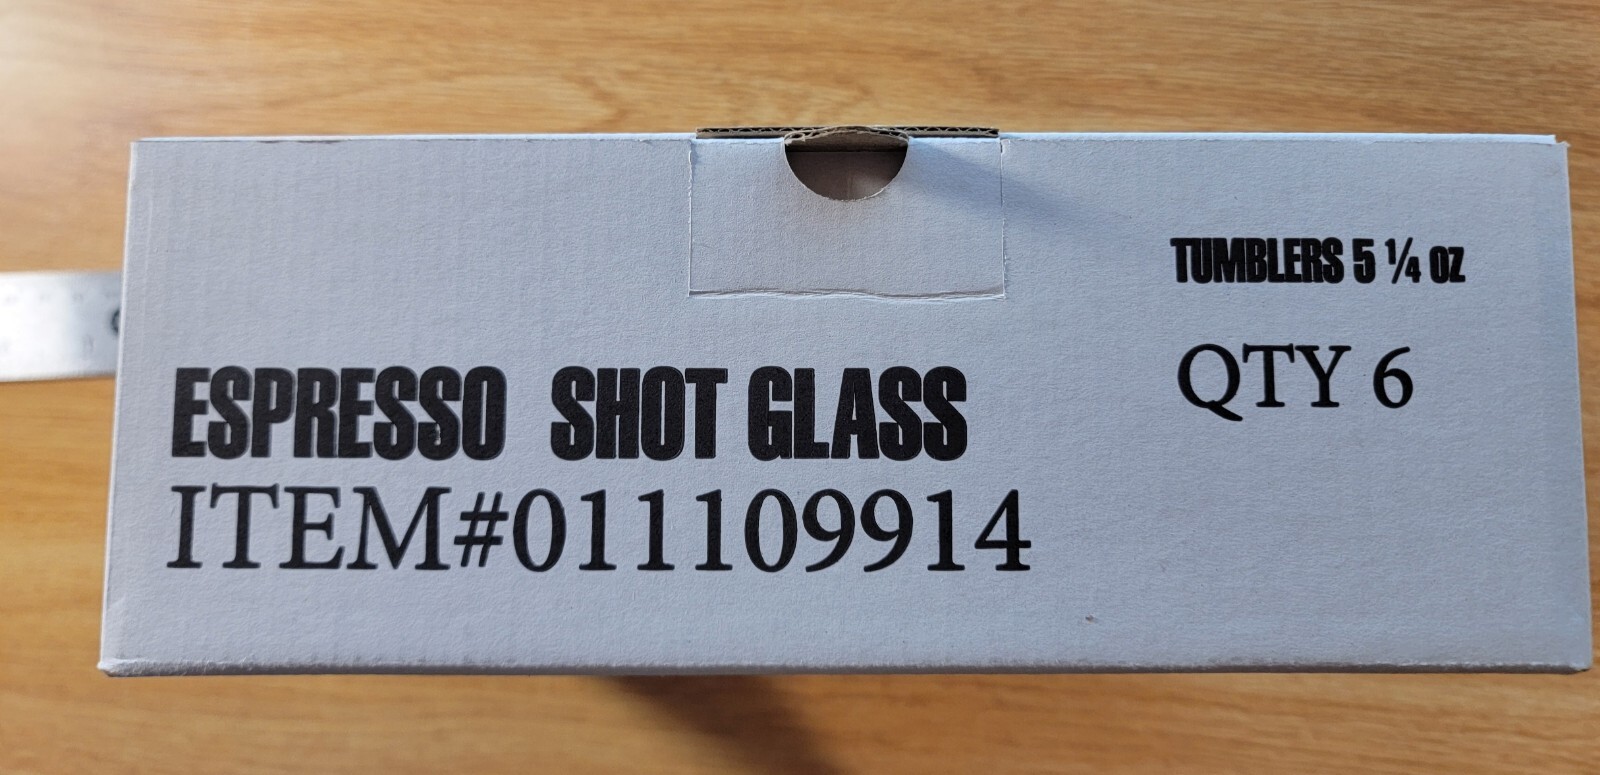 ESPRESSO SHOT GLASS
ITEM#011109914
TUMBLERS 5 ¼ OZ
QTY 6